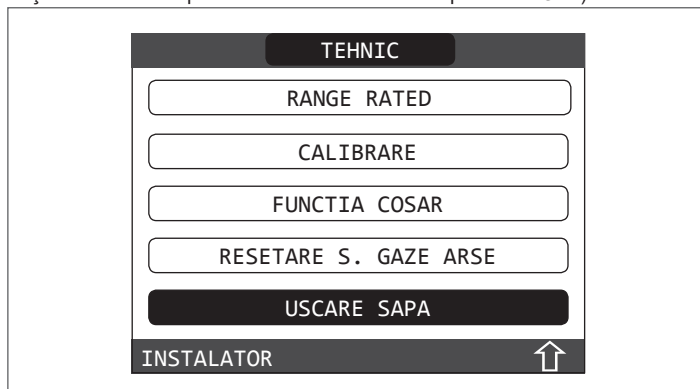 TEHNIC
RANGE RATED
CALIBRARE
FUNCTIA COSAR
RESETARE S. GAZE ARSE
USCARE SAPA
INSTALATOR